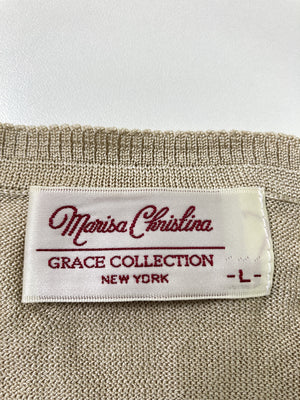 Marisa Christina
GRACE COLLECTION
NEW YORK
-L-